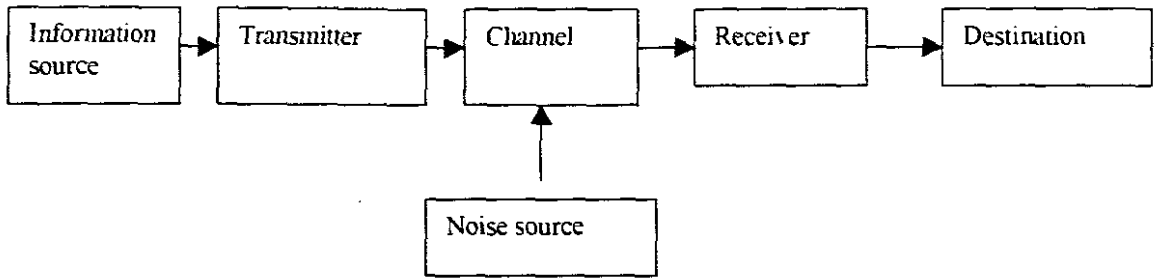 Information
source
Transmitter
Channel
Receiver
Destination
Noise source